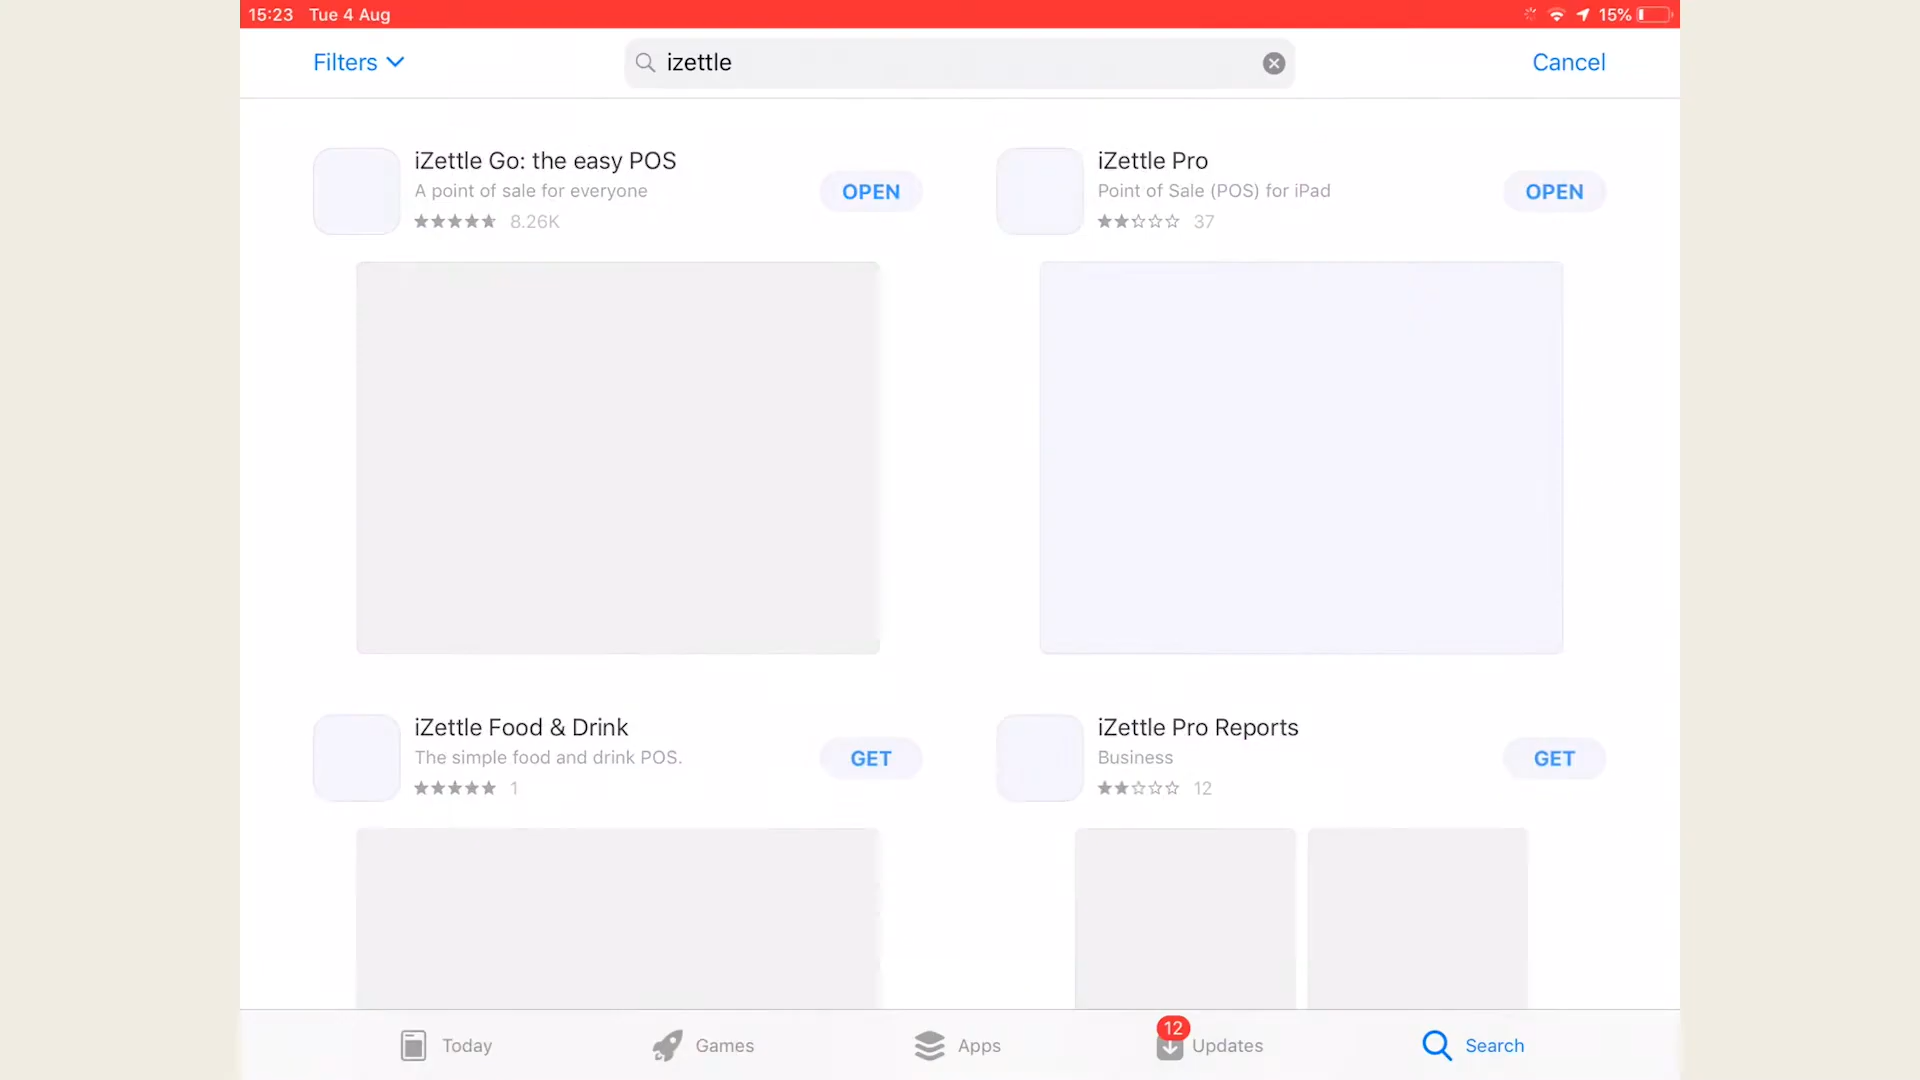 15:23 Tue 4 Aug
15%
Filters
izettle
Cancel
iZettle Go: the easy POS
A point of sale for everyone
8.26K
OPEN
iZettle Pro
Point of Sale (POS) for iPad
37
OPEN
iZettle Food & Drink
The simple food and drink POS.
1
GET
iZettle Pro Reports
Business
12
GET
Today
Games
Apps
12
Updates
Search